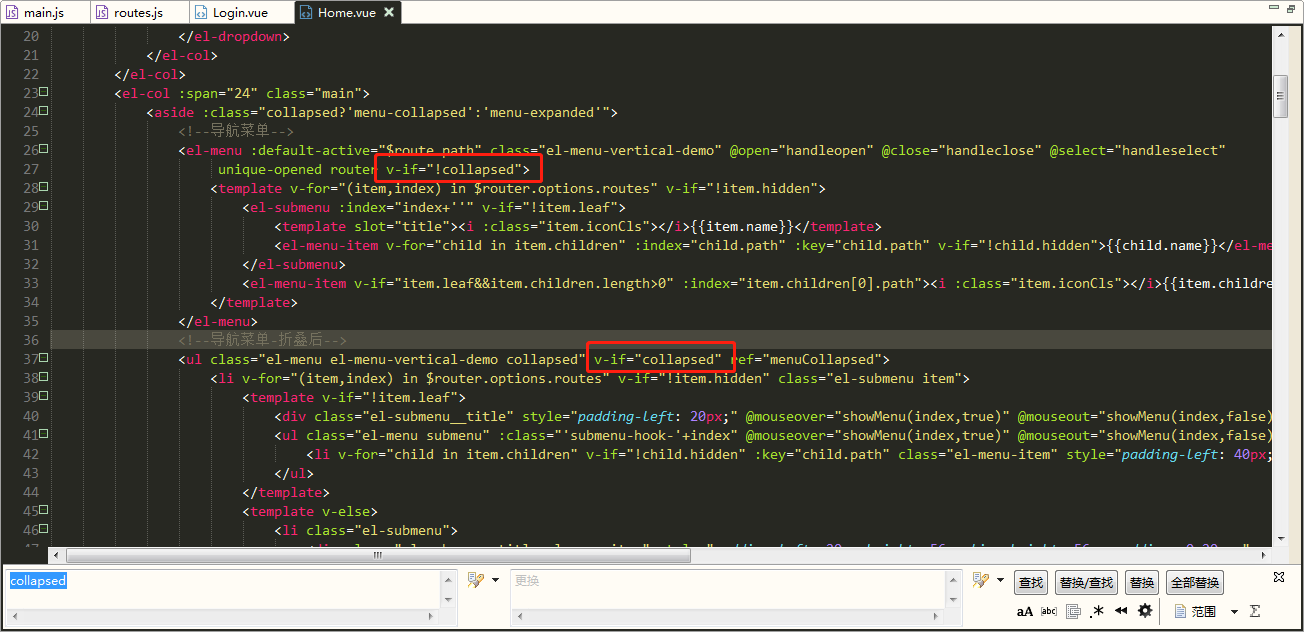 main.js routes.js Login.vue Home.vue
20 </el-dropdown>
21 </el-col>
22 </el-col>
23 <el-col :span="24" class="main">
24 <aside :class="collapsed?'menu-collapsed':'menu-expanded'">
25 <!--导航菜单-->
26 <el-menu :default-active="$route.path" class="el-menu-vertical-demo" @open="handleopen" @close="handleclose" @select="handleselect"
27 unique-opened router v-if="!collapsed">
28 <template v-for="(item,index) in $router.options.routes" v-if="!item.hidden">
29 <el-submenu :index="index+''" v-if="!item.leaf">
30 <template slot="title"><i :class="item.iconCls"></i>{{item.name}}</template>
31 <el-menu-item v-for="child in item.children" :index="child.path" :key="child.path" v-if="!child.hidden">{{child.name}}</el-me
32 </el-submenu>
33 <el-menu-item v-if="item.leaf&&item.children.length>0" :index="item.children[0].path"><i :class="item.iconCls"></i>{{item.childre
34 </template>
35 </el-menu>
36 <!--导航菜单-折叠后-->
37 <ul class="el-menu el-menu-vertical-demo collapsed" v-if="collapsed" ref="menuCollapsed">
38 <li v-for="(item,index) in $router.options.routes" v-if="!item.hidden" class="el-submenu item">
39 <template v-if="!item.leaf">
40 <div class="el-submenu__title" style="padding-left: 20px;" @mouseover="showMenu(index,true)" @mouseout="showMenu(index,false)
41 <ul class="el-menu submenu" :class="'submenu-hook-'+index" @mouseover="showMenu(index,true)" @mouseout="showMenu(index,false)
42 <li v-for="child in item.children" v-if="!child.hidden" :key="child.path" class="el-menu-item" style="padding-left: 40px;
43 </ul>
44 </template>
45 <template v-else>
46 <li class="el-submenu">
collapsed 更换 查找 替换/查找 替换 全部替换
aA abc .* 范围 Σ